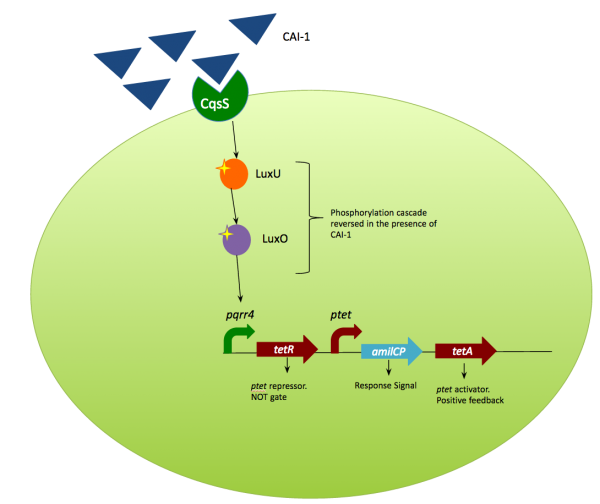 CAI-1
CqsS
LuxU
LuxO
Phosphorylation cascade
reversed in the presence of
CAI-1
pqrr4
ptet
tetR
amilCP
tetA
ptet repressor.
NOT gate
Response Signal
ptet activator.
Positive feedback